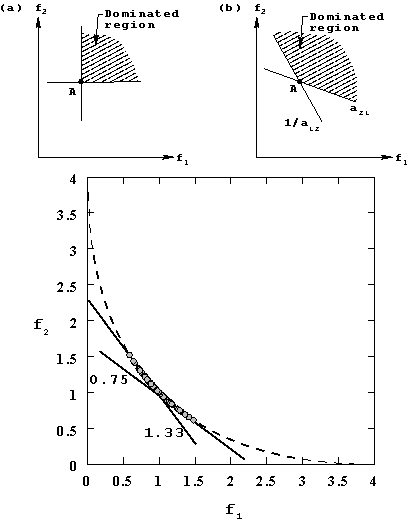 (a) f2 Dominated region
A
f1
(b) f2 Dominated region
A
a21
1/a12
f1
4
3.5
3
2.5
f2 2
1.5
1
0.5
0
0.75
1.33
0 0.5 1 1.5 2 2.5 3 3.5 4
f1